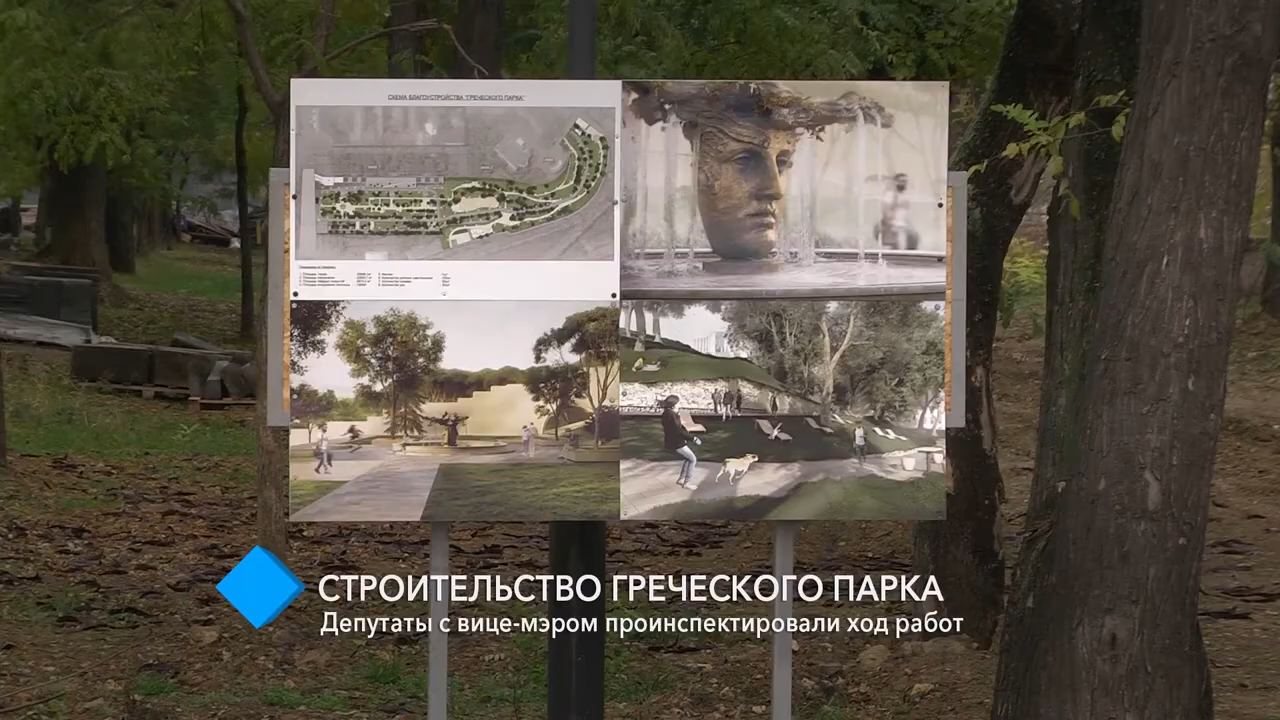 СХЕМА БЛАГОУСТРОЙСТВА "ГРЕЧЕСКОГО ПАРКА"
СТРОИТЕЛЬСТВО ГРЕЧЕСКОГО ПАРКА
Депутаты с вице-мэром проинспектировали ход работ